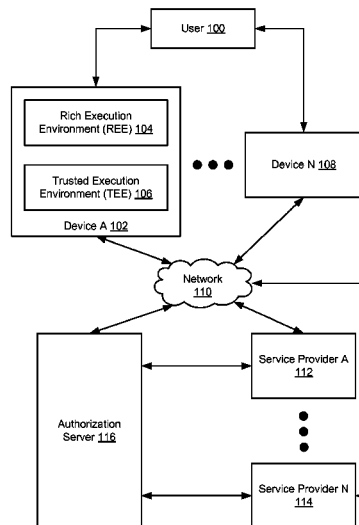 User 100
Rich Execution
Environment (REE) 104
Trusted Execution
Environment (TEE) 106
Device A 102
Device N 108
Network
110
Authorization
Server 116
Service Provider A
112
Service Provider N
114